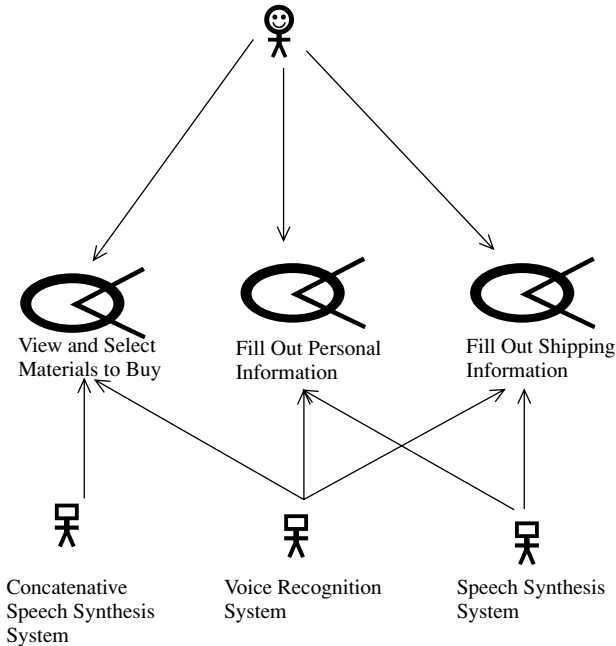 View and Select
Materials to Buy
Fill Out Personal
Information
Fill Out Shipping
Information
Concatenative
Speech Synthesis
System
Voice Recognition
System
Speech Synthesis
System